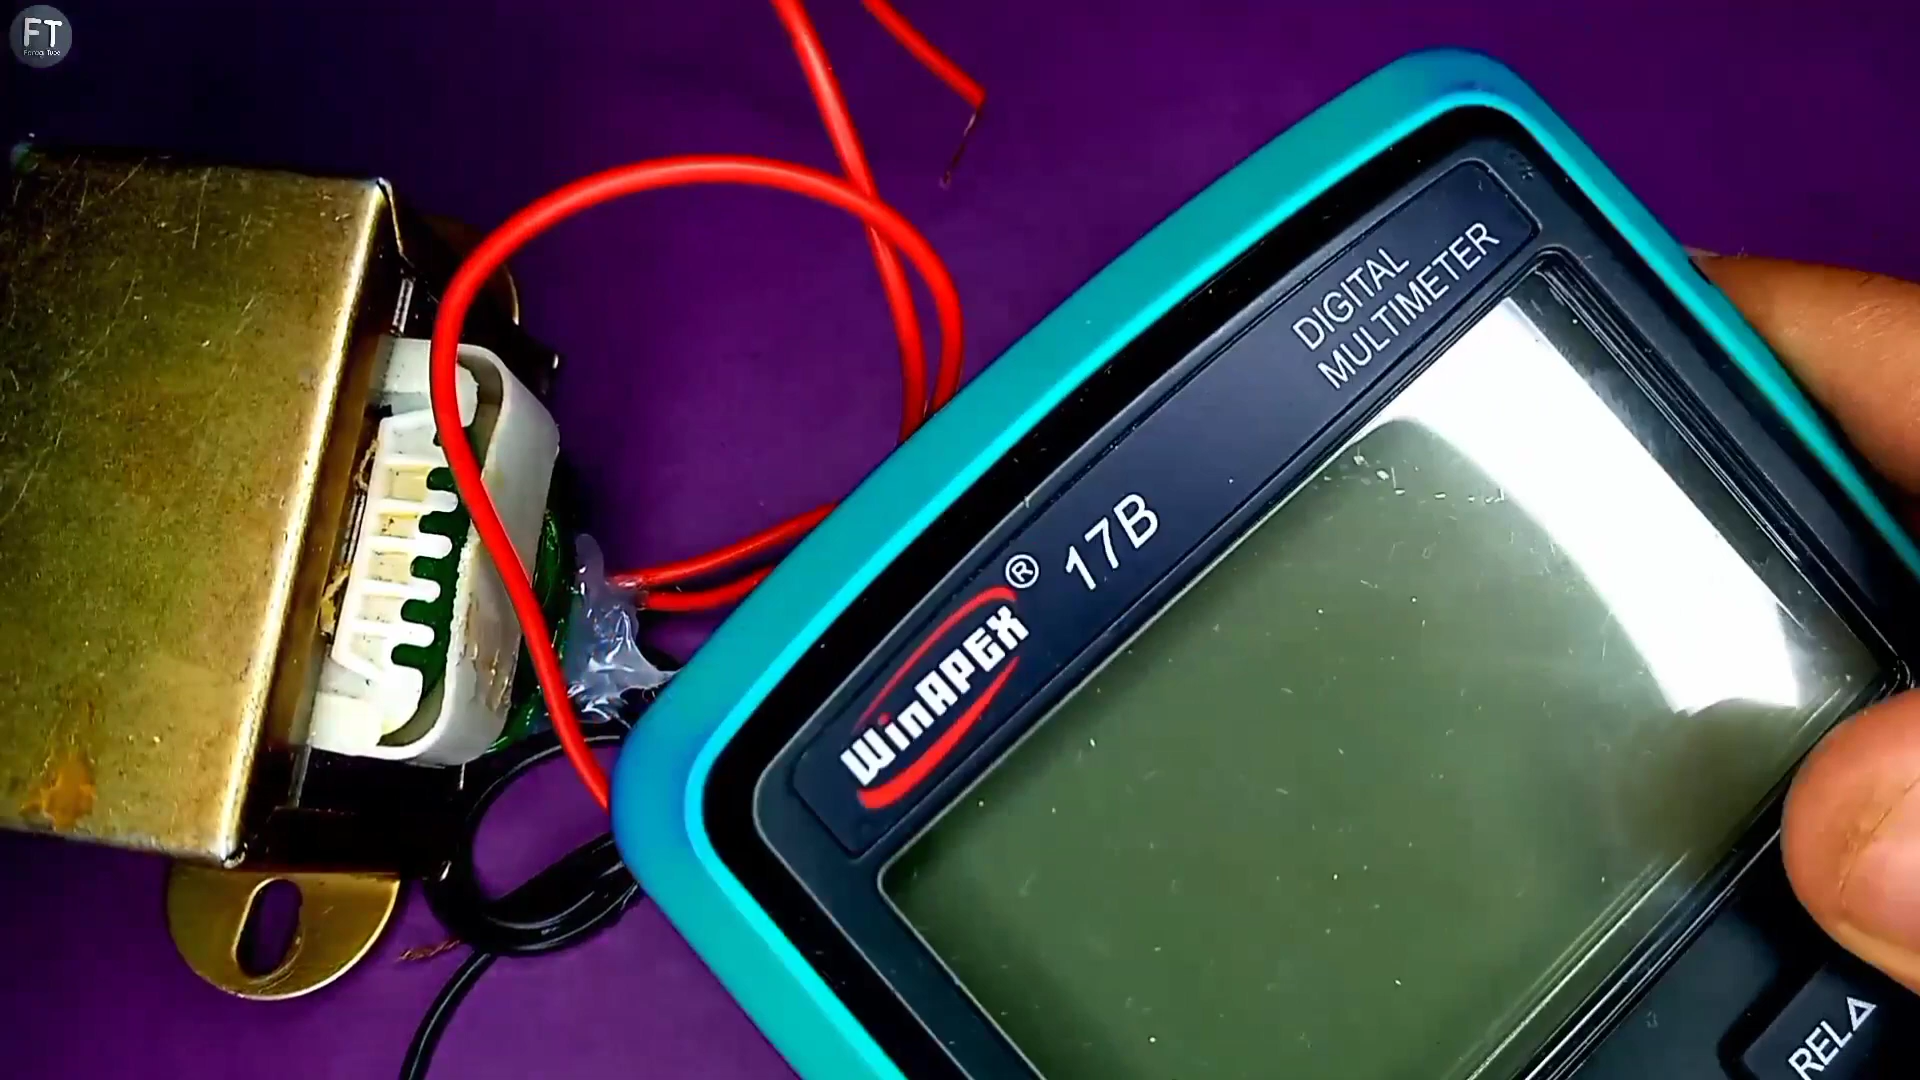 FT
DIGITAL
MULTIMETER
17B
WinAPEX®
REL△